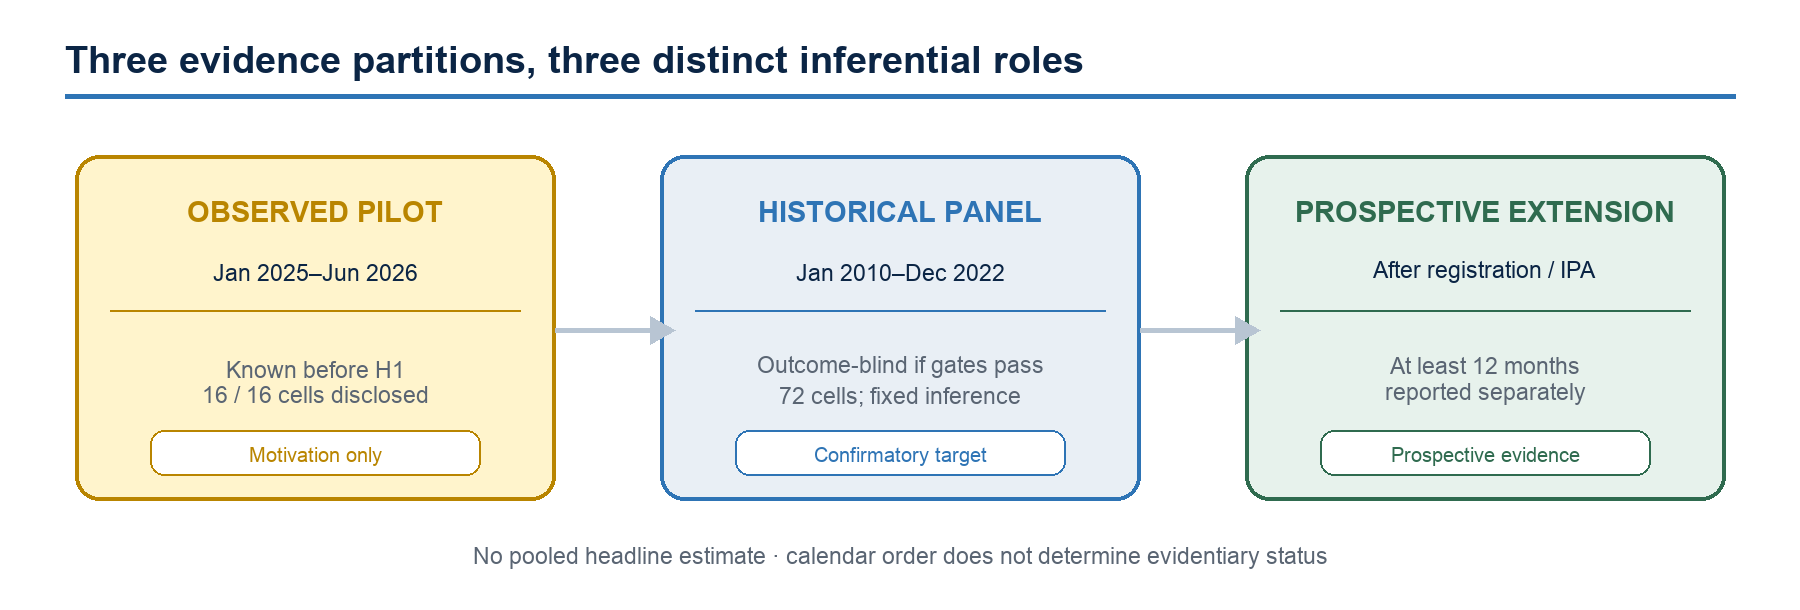 Three evidence partitions, three distinct inferential roles
OBSERVED PILOT
Jan 2025–Jun 2026
Known before H1
16 / 16 cells disclosed
Motivation only
HISTORICAL PANEL
Jan 2010–Dec 2022
Outcome-blind if gates pass
72 cells; fixed inference
Confirmatory target
PROSPECTIVE EXTENSION
After registration / IPA
At least 12 months
reported separately
Prospective evidence
No pooled headline estimate · calendar order does not determine evidentiary status